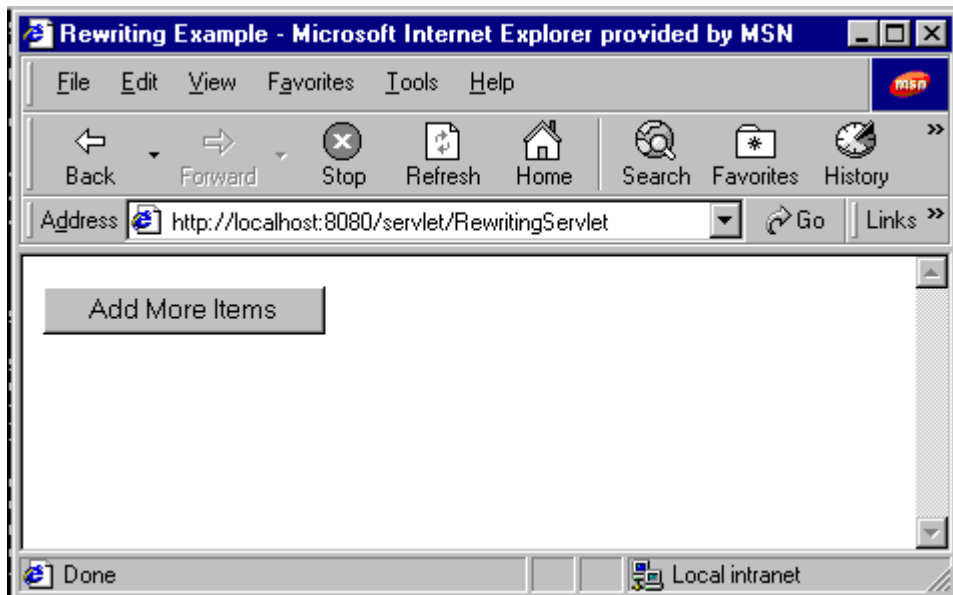 Rewriting Example - Microsoft Internet Explorer provided by MSN
File Edit View Favorites Tools Help
msn
Back Forward Stop Refresh Home Search Favorites History »
Address http://localhost:8080/servlet/RewritingServlet Go Links »
Add More Items
Done Local intranet